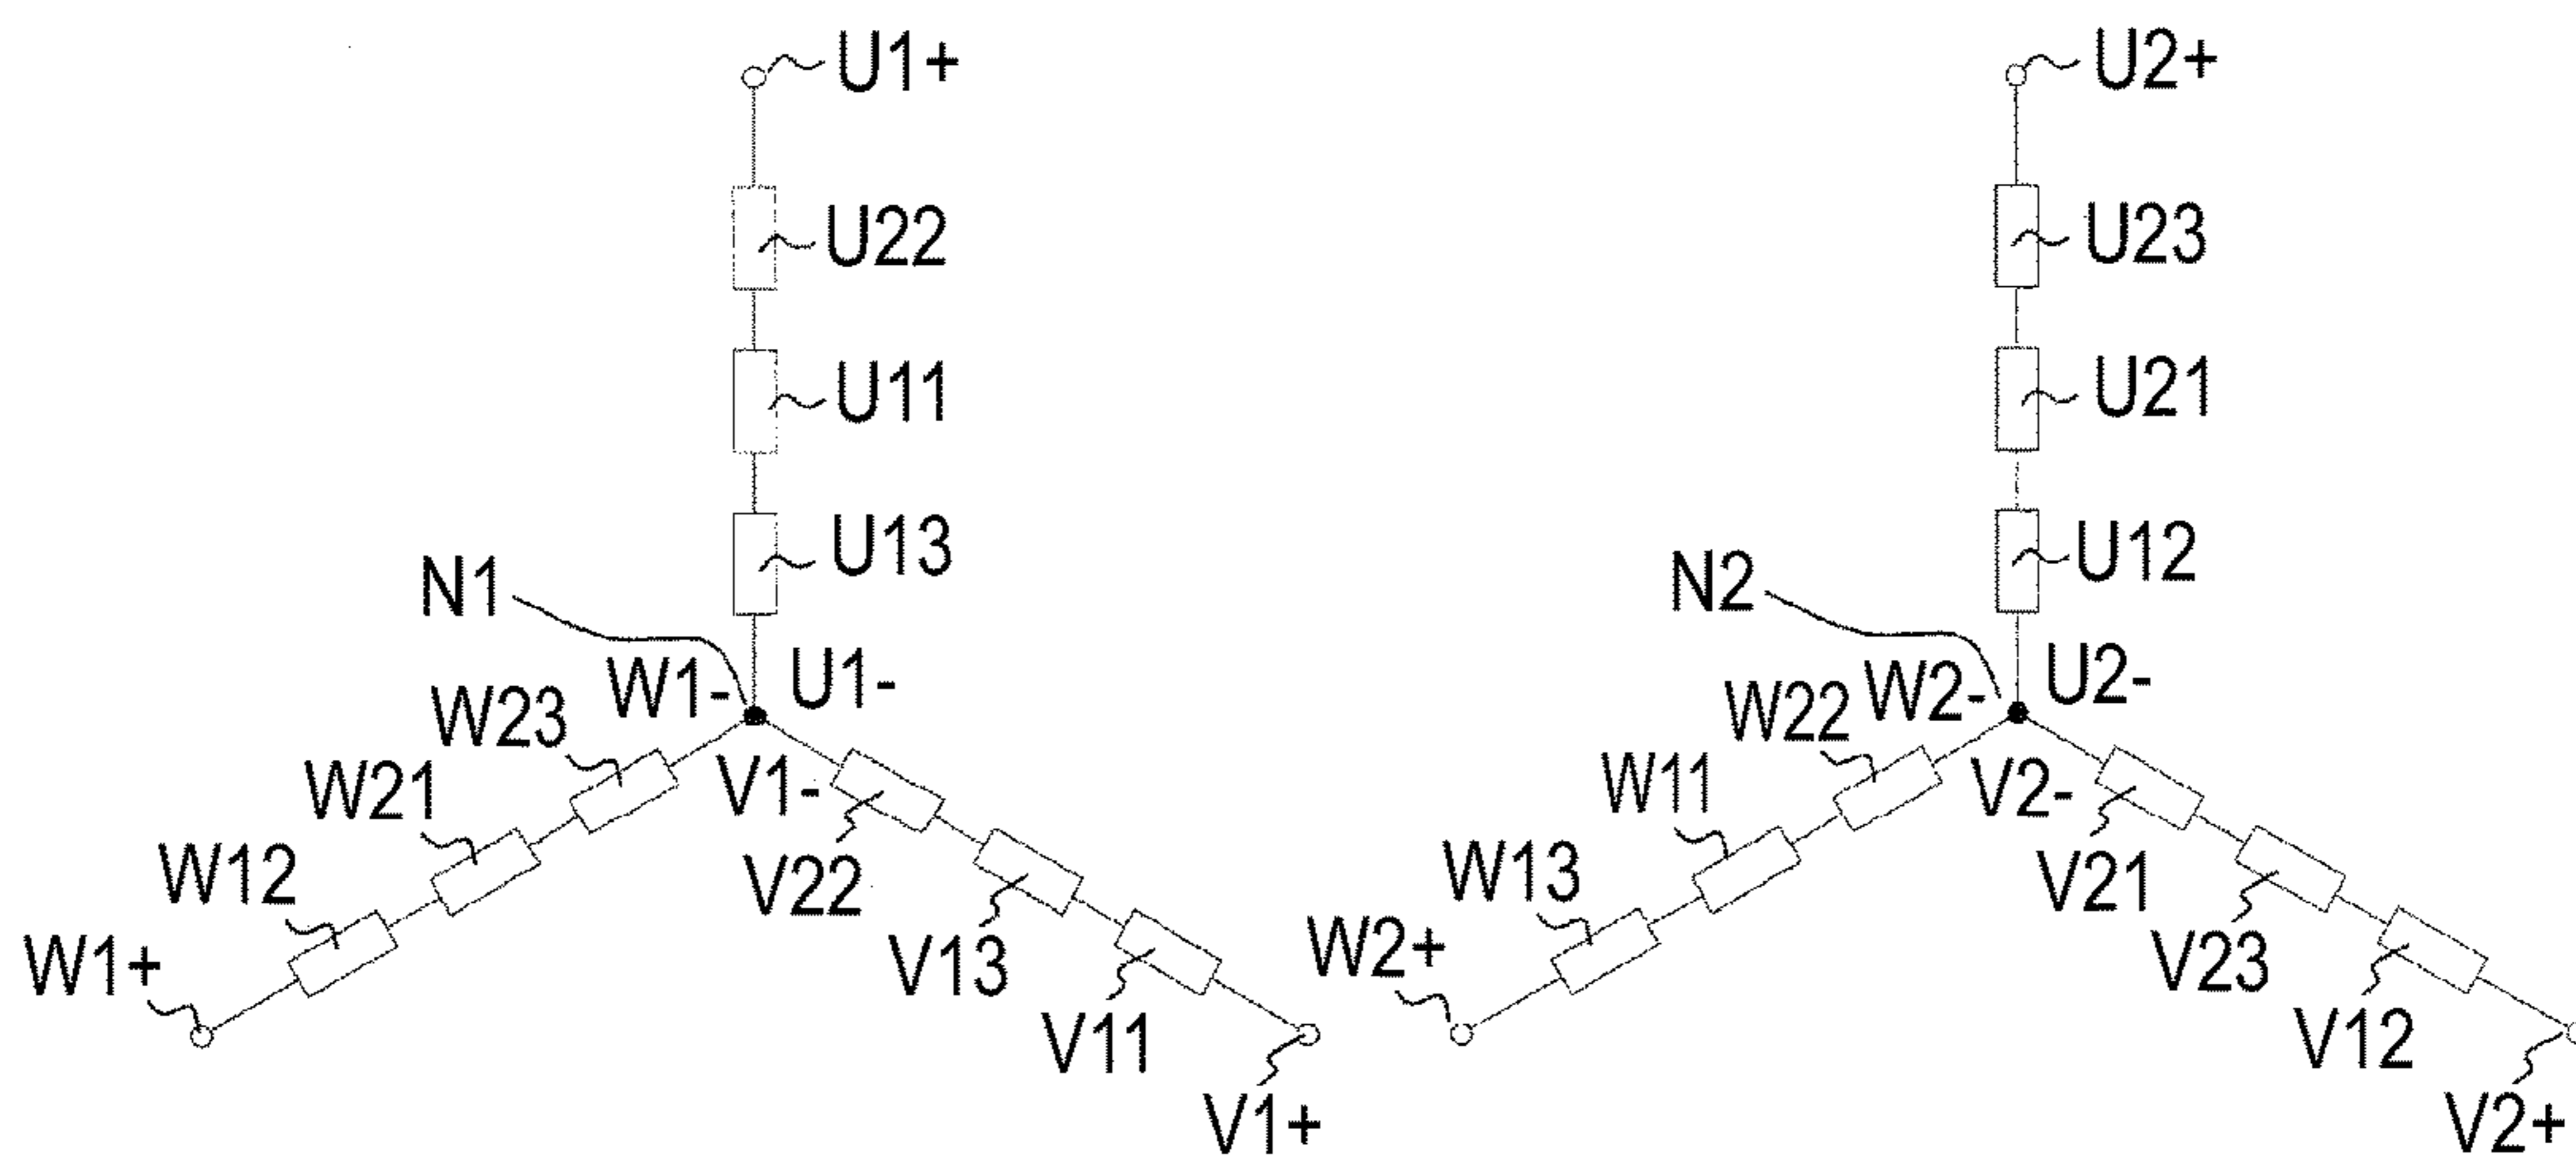 U1+
U22
U11
U13
N1
W1-
U1-
W23
W21
W12
W1+
V1-
V22
V13
V11
V1+
U2+
U23
U21
U12
N2
W2-
U2-
W22
W11
W13
W2+
V2-
V21
V23
V12
V2+